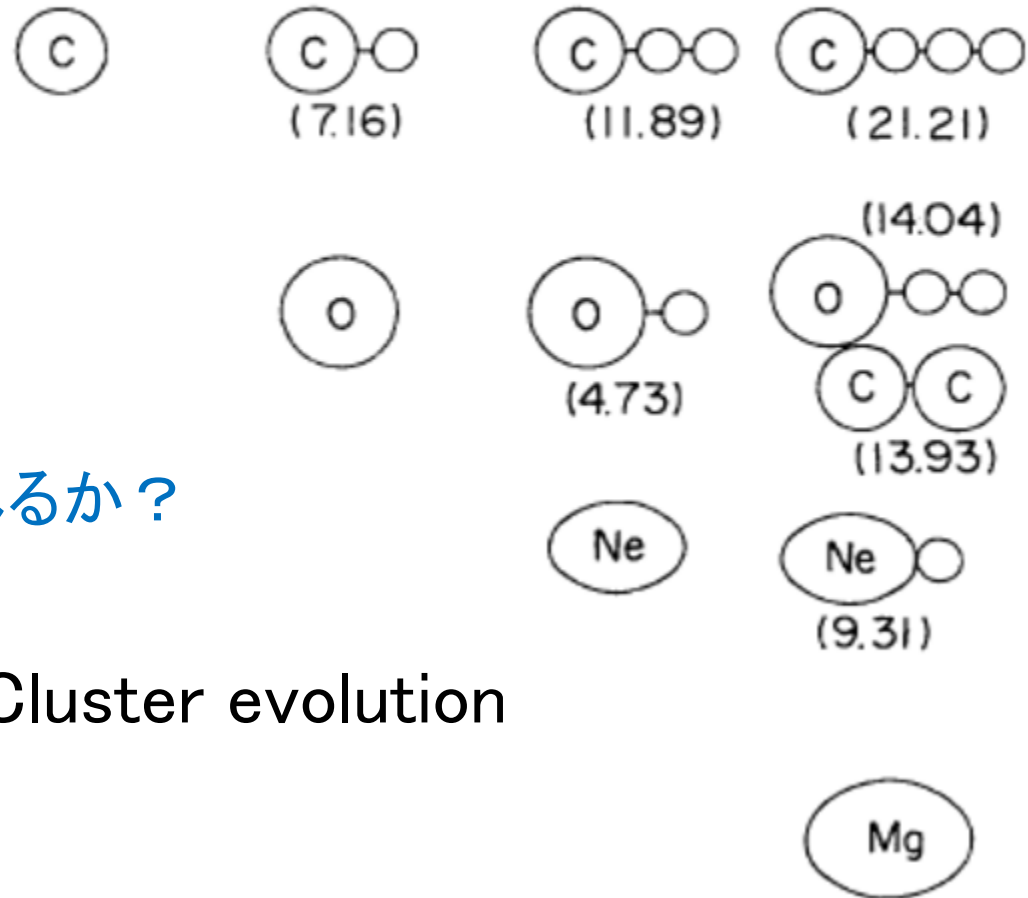 C C C C
(7.16) (11.89) (21.21)
(14.04)
O O O
(4.73) C C
(13.93)
るか？
Ne Ne
(9.31)
Cluster evolution
Mg